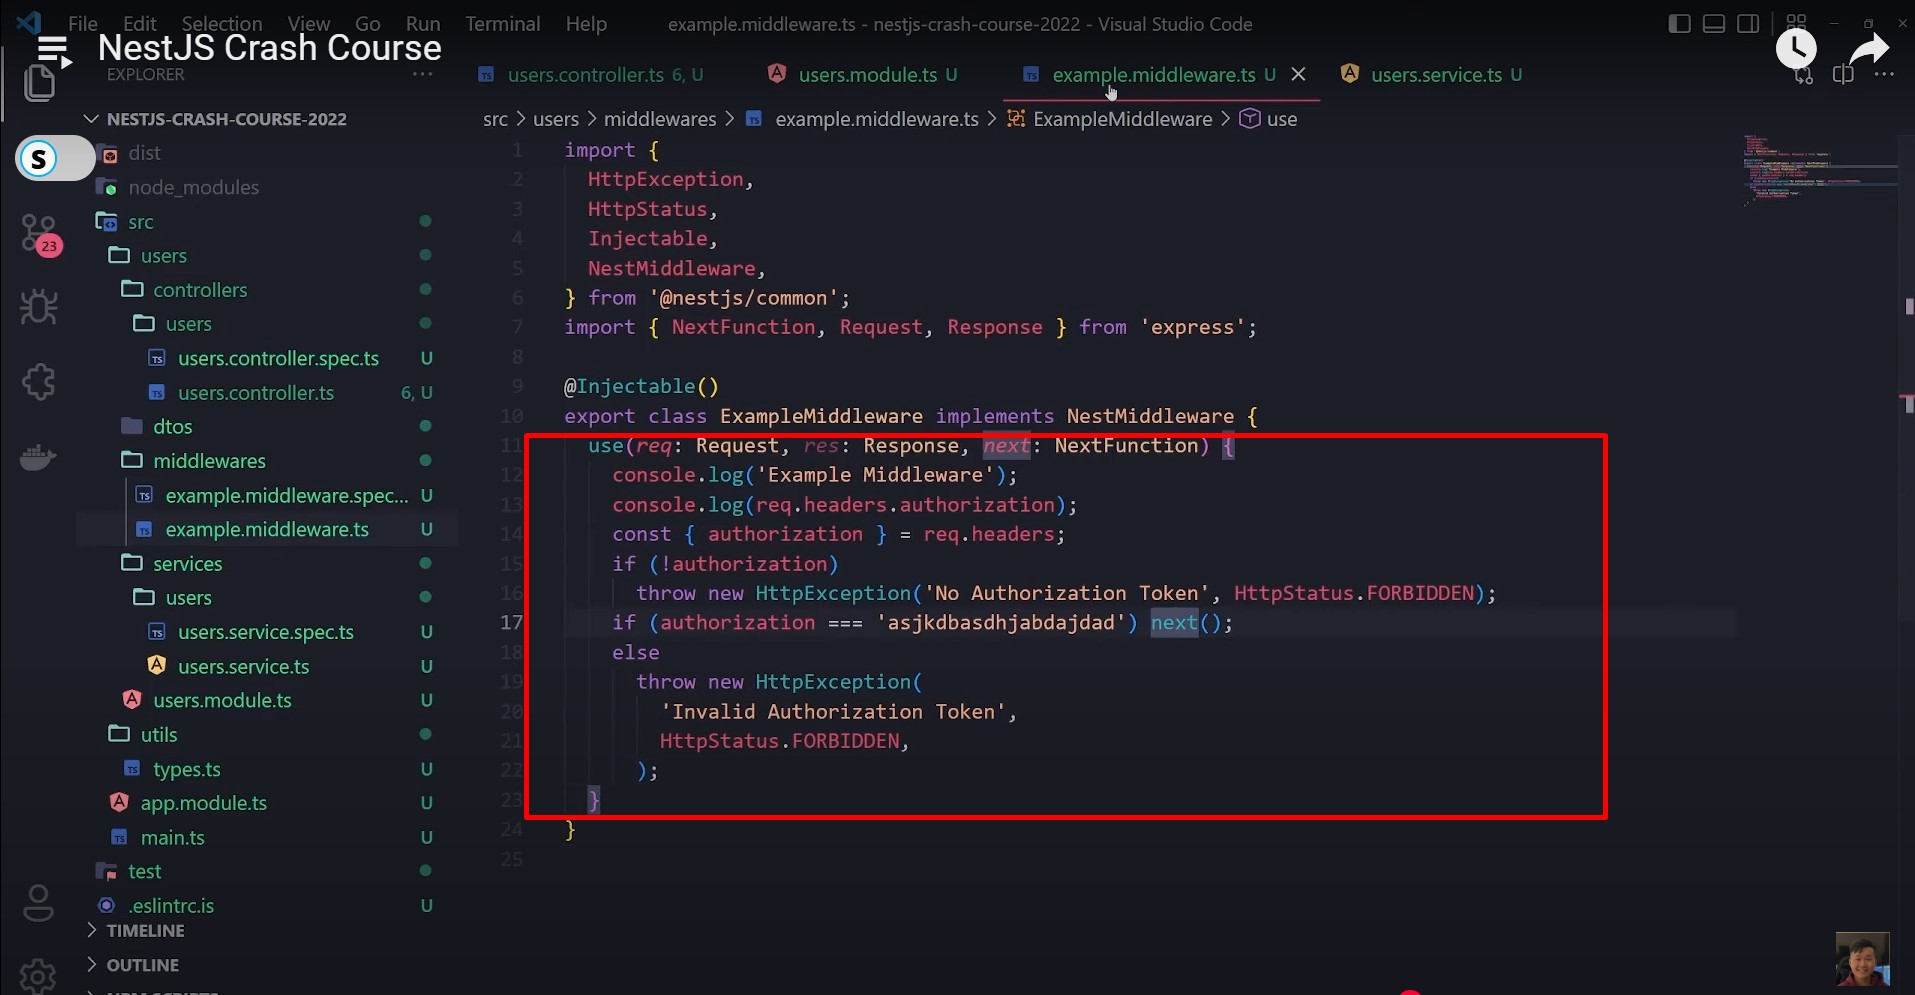 File Edit Selection View Go Run Terminal Help example.middleware.ts - nestjs-crash-course-2022 - Visual Studio Code
NestJS Crash Course
EXPLORER
users.controller.ts 6, U
users.module.ts U
example.middleware.ts U
users.service.ts U
src > users > middlewares > example.middleware.ts > ExampleMiddleware > use
NESTJS-CRASH-COURSE-2022
S
dist
node_modules
src
23
users
controllers
users
users.controller.spec.ts U
users.controller.ts 6, U
dtos
middlewares
example.middleware.spec... U
example.middleware.ts U
services
users
users.service.spec.ts U
users.service.ts U
users.module.ts U
utils
types.ts U
app.module.ts U
main.ts U
test
.eslintrc.js U
TIMELINE
OUTLINE
NPM SCRIPTS
1 import {
2 HttpException,
3 HttpStatus,
4 Injectable,
5 NestMiddleware,
6 } from '@nestjs/common';
7 import { NextFunction, Request, Response } from 'express';
8
9 @Injectable()
10 export class ExampleMiddleware implements NestMiddleware {
11 use(req: Request, res: Response, next: NextFunction) {
12 console.log('Example Middleware');
13 console.log(req.headers.authorization);
14 const { authorization } = req.headers;
15 if (!authorization)
16 throw new HttpException('No Authorization Token', HttpStatus.FORBIDDEN);
17 if (authorization === 'asjkdbasdhjabdajdad') next();
18 else
19 throw new HttpException(
20 'Invalid Authorization Token',
21 HttpStatus.FORBIDDEN,
22 );
23 }
24 }
25